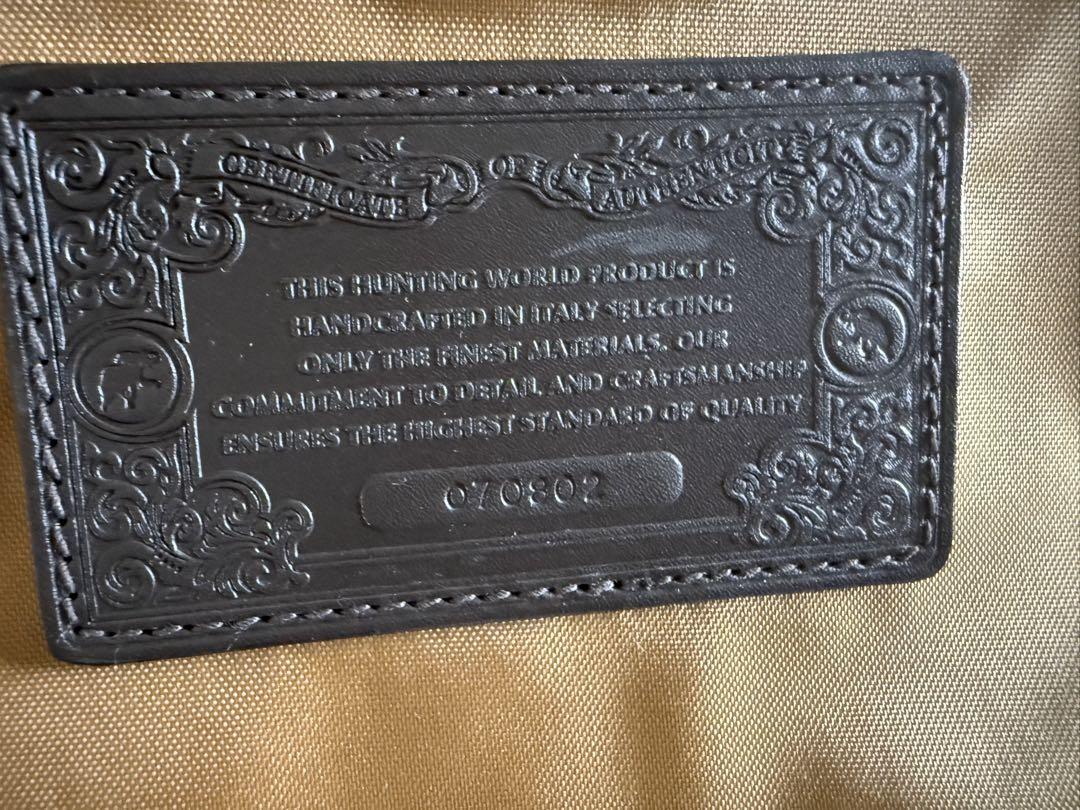 CERTIFICATE OF AUTHENTICITY
THIS HUNTING WORLD PRODUCT IS
HANDCRAFTED IN ITALY SELECTING
ONLY THE FINEST MATERIALS. OUR
COMMITMENT TO DETAIL AND CRAFTSMANSHIP
ENSURES THE HIGHEST STANDARD OF QUALITY
070802